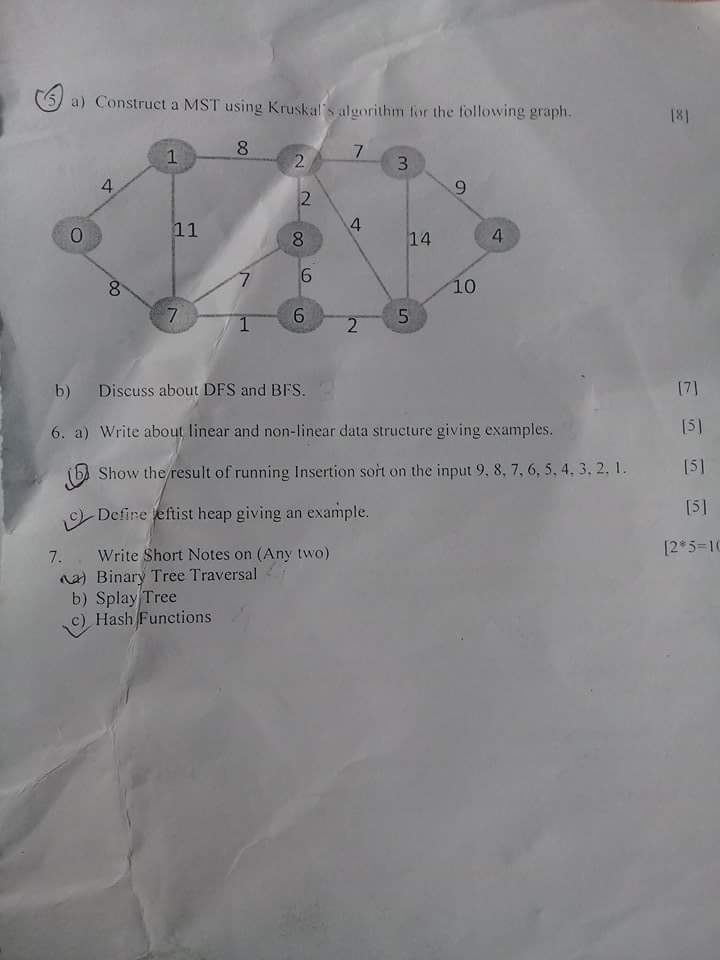 5 a) Construct a MST using Kruskal's algorithm for the following graph. [8]
1 8 2 7 3
4 9
2
0 11 8 4 14 4
8 7 6 10
7 1 6 2 5
b) Discuss about DFS and BFS. [7]
6. a) Write about linear and non-linear data structure giving examples. [5]
b) Show the result of running Insertion sort on the input 9, 8, 7, 6, 5, 4, 3, 2, 1. [5]
c) Define leftist heap giving an example. [5]
7. Write Short Notes on (Any two) [2*5=10
a) Binary Tree Traversal
b) Splay Tree
c) Hash Functions